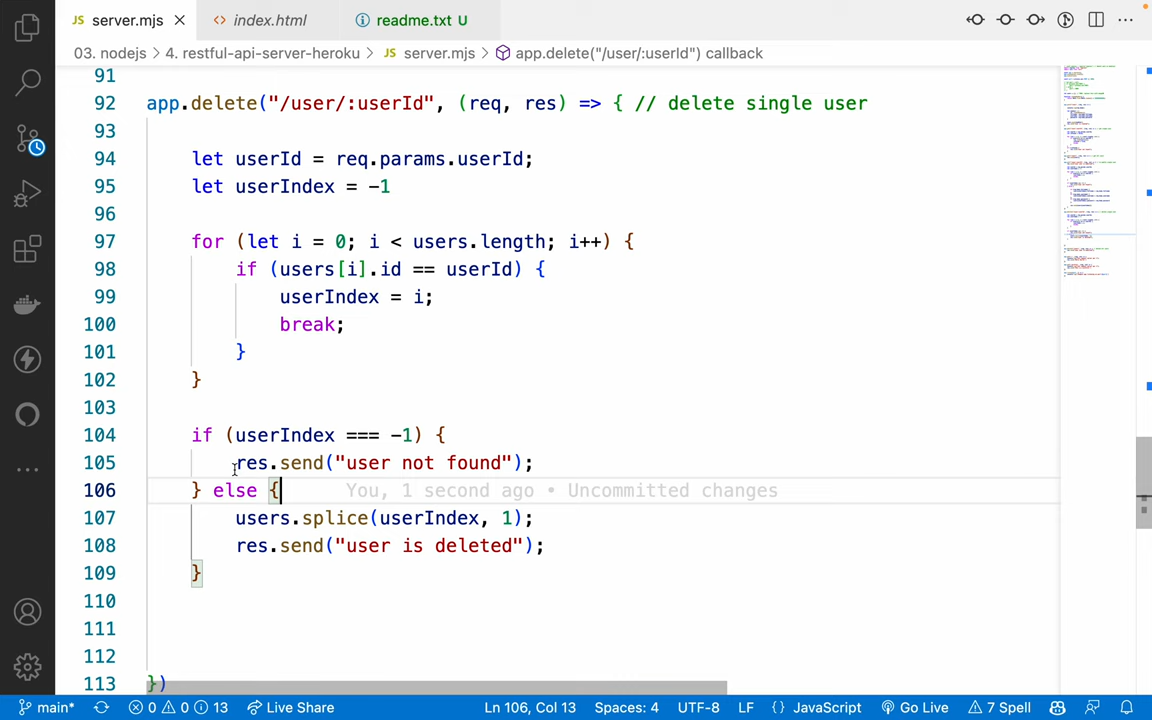 JS server.mjs
<> index.html
readme.txt U
03. nodejs > 4. restful-api-server-heroku > JS server.mjs > app.delete("/user/:userId") callback
91
92 app.delete("/user/:userId", (req, res) => { // delete single user
93
94 let userId = req.params.userId;
95 let userIndex = -1
96
97 for (let i = 0; i < users.length; i++) {
98 if (users[i].id == userId) {
99 userIndex = i;
100 break;
101 }
102 }
103
104 if (userIndex === -1) {
105 res.send("user not found");
106 } else { You, 1 second ago • Uncommitted changes
107 users.splice(userIndex, 1);
108 res.send("user is deleted");
109 }
110
111
112
113 })
main* 0 0 13 Live Share Ln 106, Col 13 Spaces: 4 UTF-8 LF {} JavaScript Go Live 7 Spell